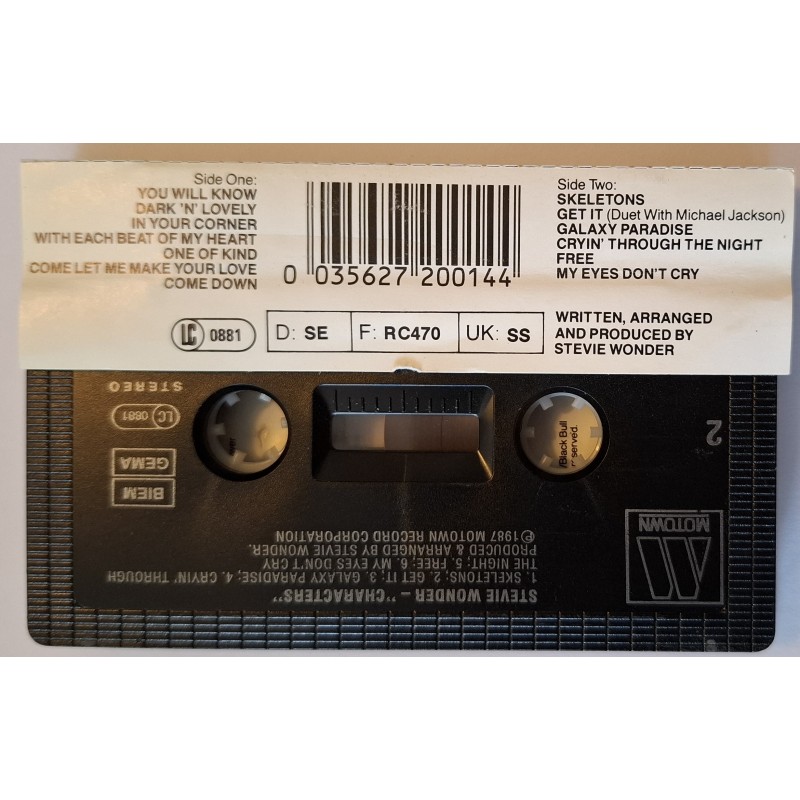 Side One:
YOU WILL KNOW
DARK 'N' LOVELY
IN YOUR CORNER
WITH EACH BEAT OF MY HEART
ONE OF KIND
COME LET ME MAKE YOUR LOVE
COME DOWN
0 035627 200144
Side Two:
SKELETONS
GET IT (Duet With Michael Jackson)
GALAXY PARADISE
CRYIN' THROUGH THE NIGHT
FREE
MY EYES DON'T CRY
LC 0881
D: SE
F: RC470
UK: SS
WRITTEN, ARRANGED
AND PRODUCED BY
STEVIE WONDER
STEVIE WONDER – "CHARACTERS"
1. SKELETONS; 2. GET IT; 3. GALAXY PARADISE; 4. CRYIN' THROUGH
THE NIGHT; 5. FREE; 6. MY EYES DON'T CRY
PRODUCED & ARRANGED BY STEVIE WONDER.
℗ 1987 MOTOWN RECORD CORPORATION
M
MOTOWN
BIEM
GEMA
LC 0881
STEREO
2
/Black Bull
served.